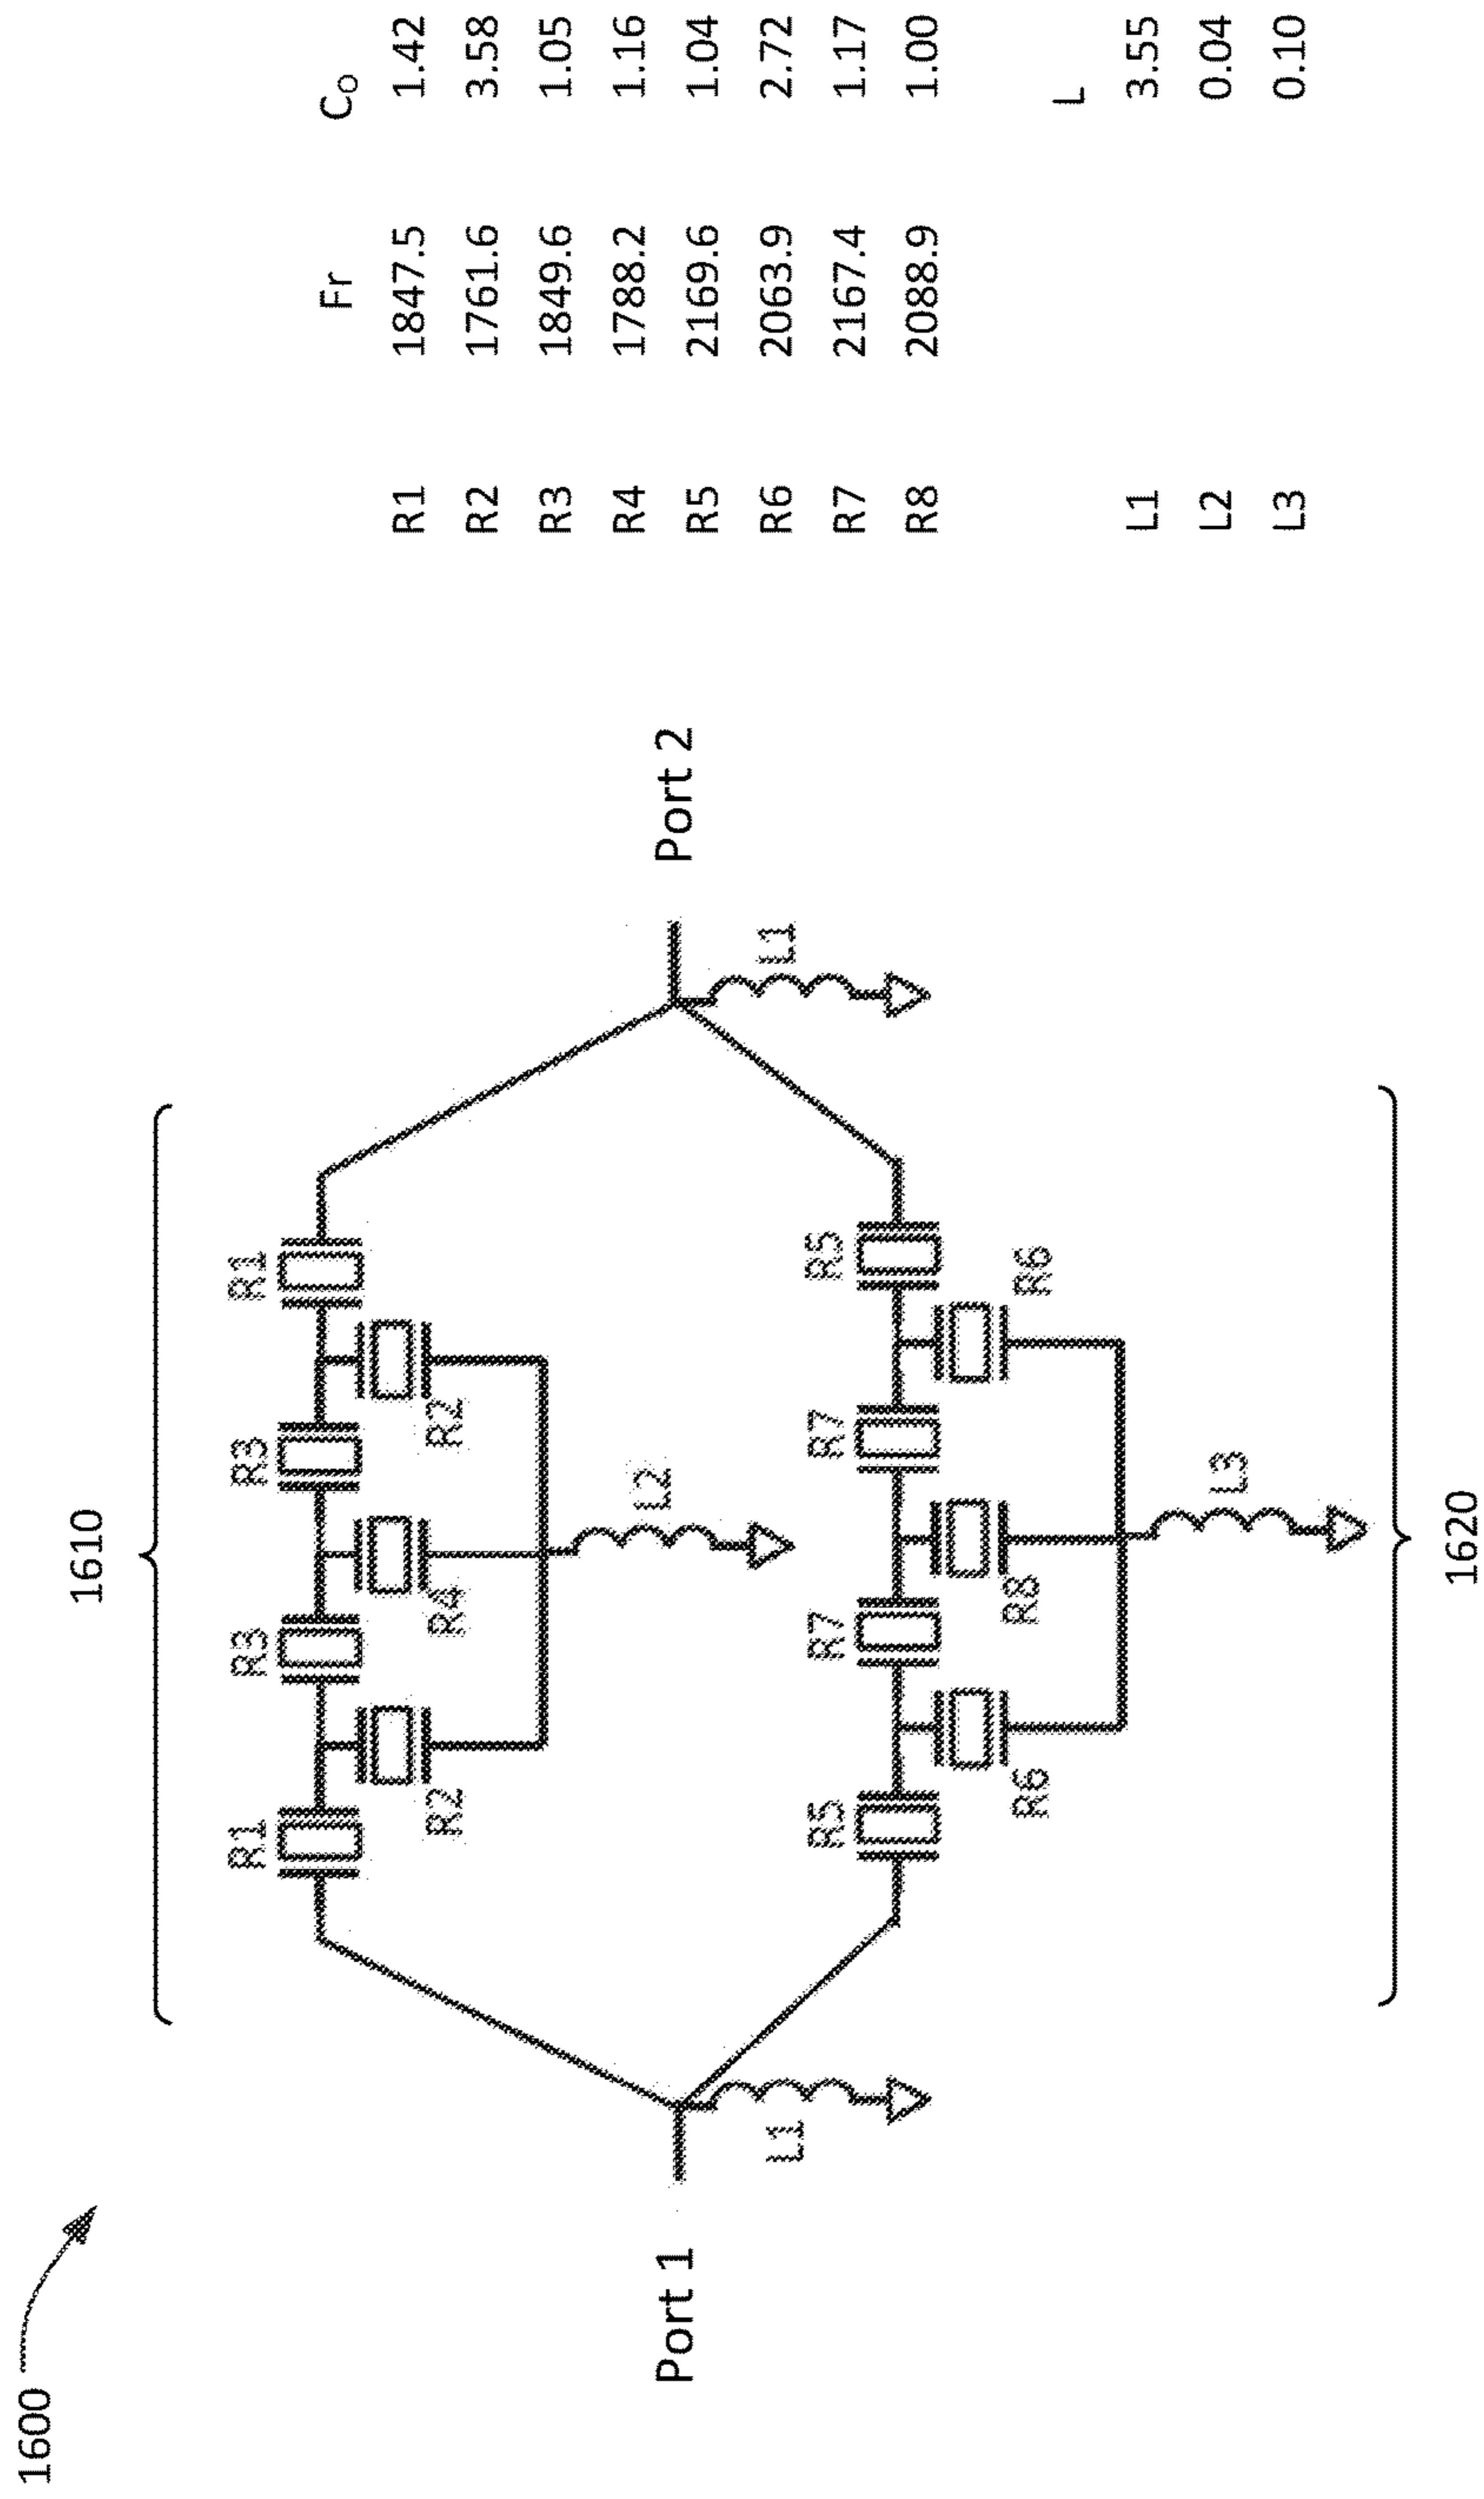 1600
1610
R1 R3 R3 R1
R2 R4 R2
L2
Port 1 Port 2
L1 L1
R5 R7 R7 R5
R6 R8 R6
L3
1620
Fr C₀
R1 1847.5 1.42
R2 1761.6 3.58
R3 1849.6 1.05
R4 1788.2 1.16
R5 2169.6 1.04
R6 2063.9 2.72
R7 2167.4 1.17
R8 2088.9 1.00
L
L1 3.55
L2 0.04
L3 0.10